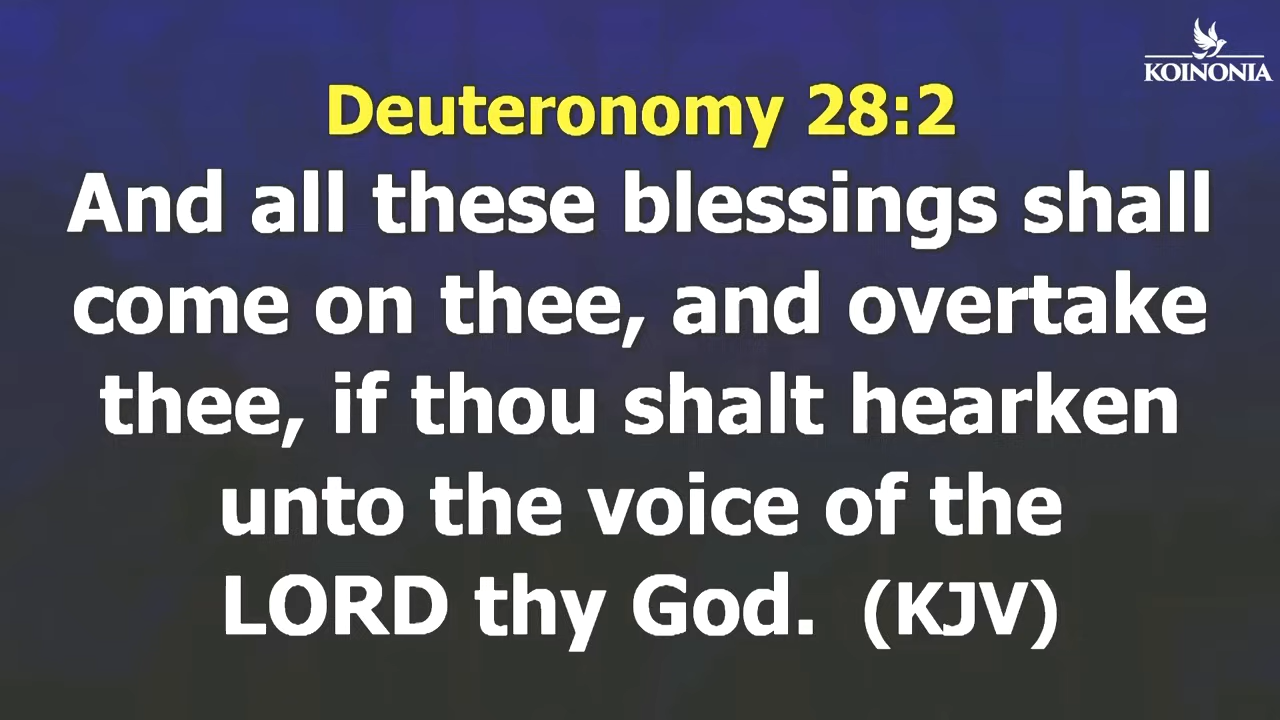 KOINONIA
Deuteronomy 28:2
And all these blessings shall
come on thee, and overtake
thee, if thou shalt hearken
unto the voice of the
LORD thy God. (KJV)